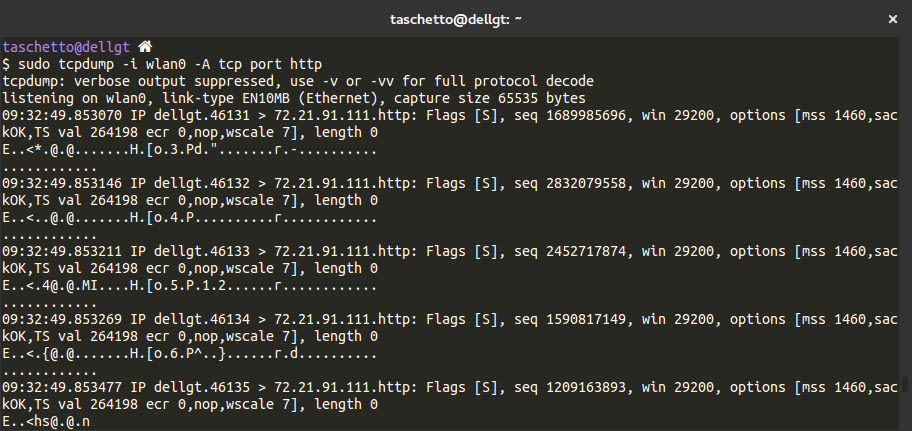 taschetto@dellgt: ~
taschetto@dellgt
$ sudo tcpdump -i wlan0 -A tcp port http
tcpdump: verbose output suppressed, use -v or -vv for full protocol decode
listening on wlan0, link-type EN10MB (Ethernet), capture size 65535 bytes
09:32:49.853070 IP dellgt.46131 > 72.21.91.111.http: Flags [S], seq 1689985696, win 29200, options [mss 1460,sac
kOK,TS val 264198 ecr 0,nop,wscale 7], length 0
E..<*.@.@.......H.[o.3.Pd.".......r.-..........
............
09:32:49.853146 IP dellgt.46132 > 72.21.91.111.http: Flags [S], seq 2832079558, win 29200, options [mss 1460,sac
kOK,TS val 264198 ecr 0,nop,wscale 7], length 0
E..<..@.@.......H.[o.4.P..........r............
............
09:32:49.853211 IP dellgt.46133 > 72.21.91.111.http: Flags [S], seq 2452717874, win 29200, options [mss 1460,sac
kOK,TS val 264198 ecr 0,nop,wscale 7], length 0
E..<.4@.@.MI....H.[o.5.P.1.2......r............
............
09:32:49.853269 IP dellgt.46134 > 72.21.91.111.http: Flags [S], seq 1590817149, win 29200, options [mss 1460,sac
kOK,TS val 264198 ecr 0,nop,wscale 7], length 0
E..<.{@.@.......H.[o.6.P^..}......r.d..........
............
09:32:49.853477 IP dellgt.46135 > 72.21.91.111.http: Flags [S], seq 1209163893, win 29200, options [mss 1460,sac
kOK,TS val 264198 ecr 0,nop,wscale 7], length 0
E..<hs@.@.n